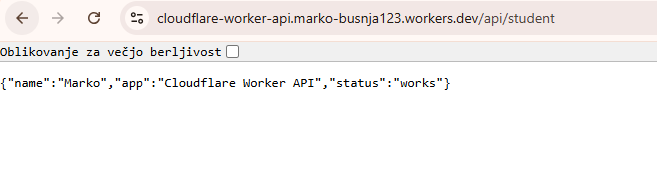 cloudflare-worker-api.marko-busnja123.workers.dev/api/student
Oblikovanje za večjo berljivost
{"name":"Marko","app":"Cloudflare Worker API","status":"works"}